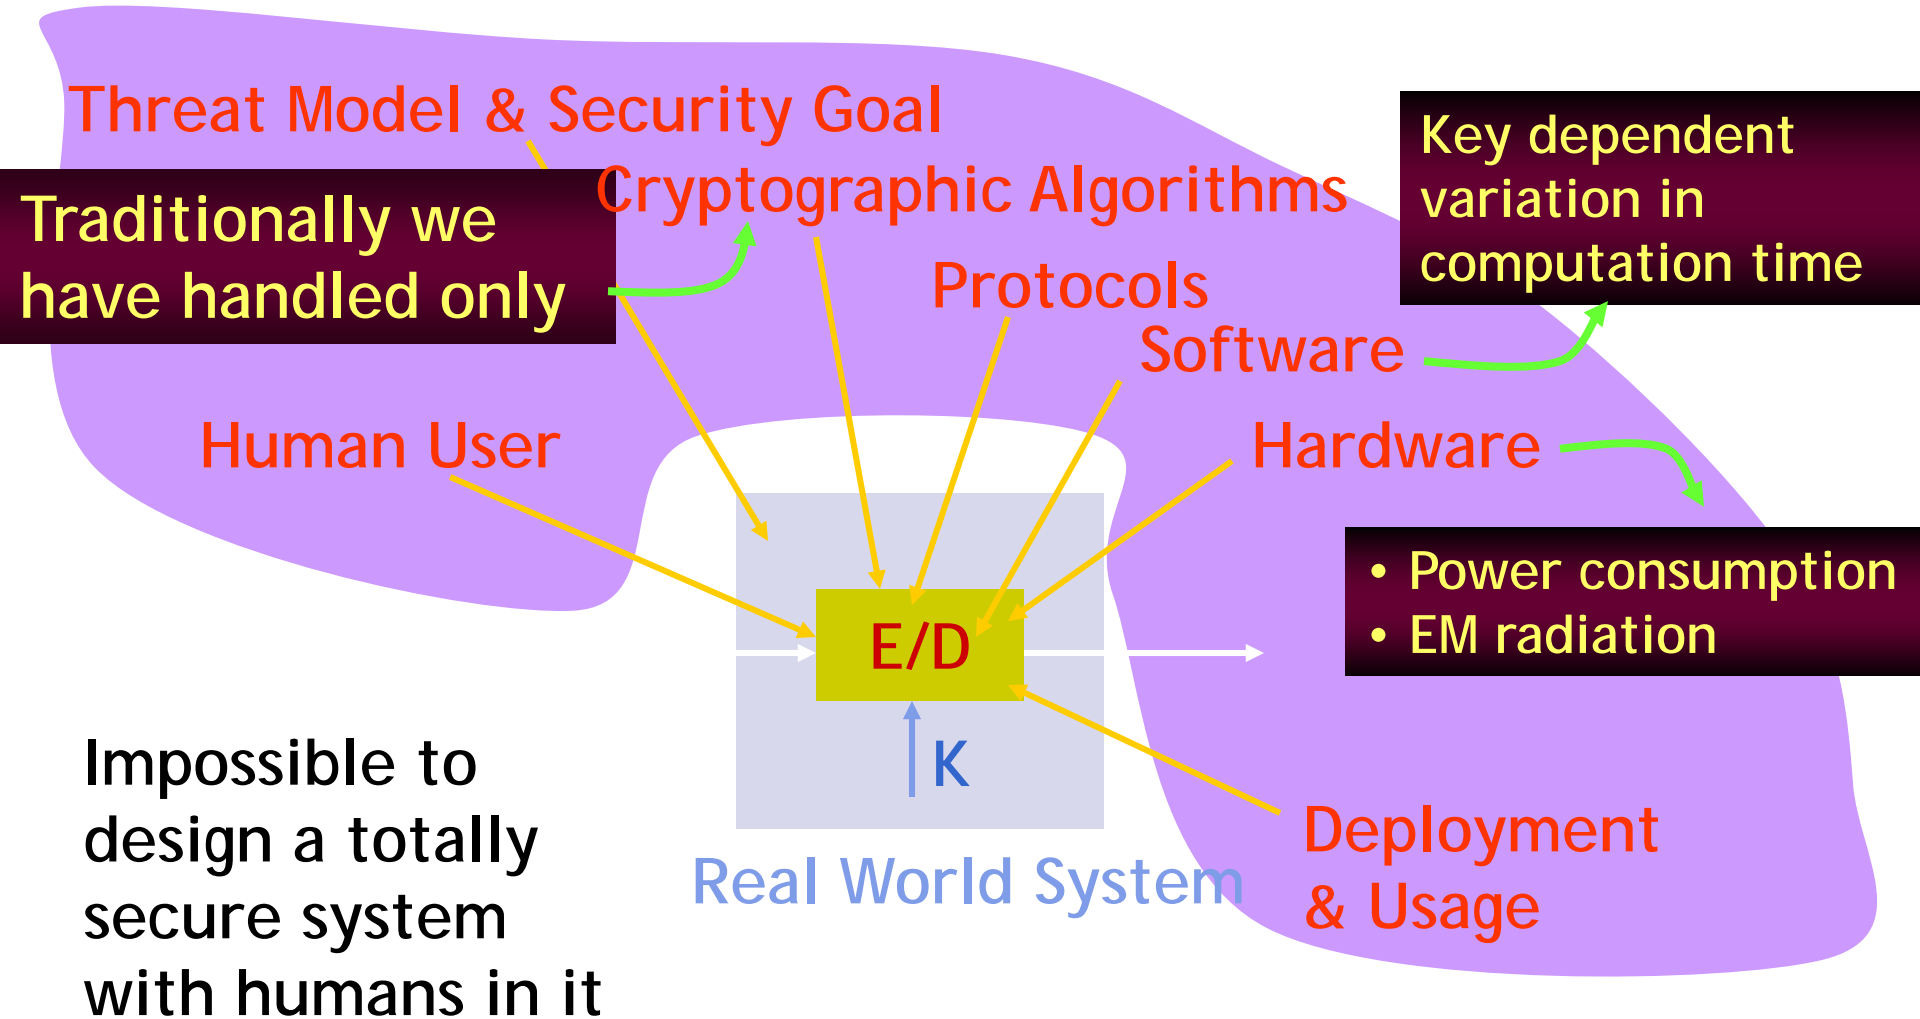 Threat Model & Security Goal
Cryptographic Algorithms
Traditionally we
have handled only
Key dependent
variation in
computation time
Protocols
Software
Human User
Hardware
• Power consumption
• EM radiation
E/D
K
Real World System
Deployment
& Usage
Impossible to
design a totally
secure system
with humans in it